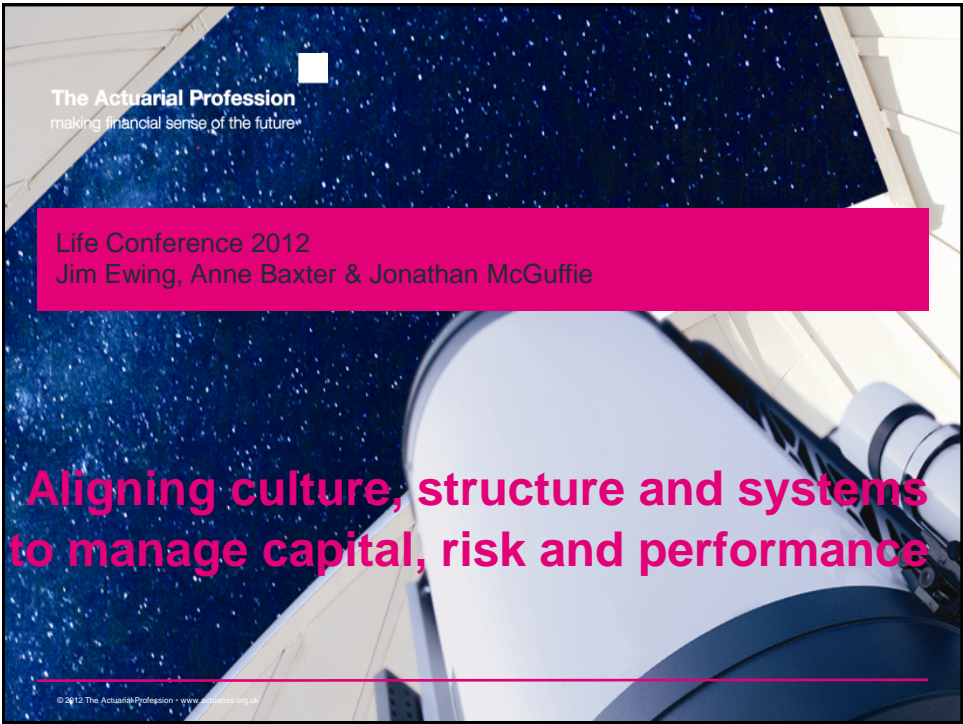 The Actuarial Profession
making financial sense of the future
Life Conference 2012
Jim Ewing, Anne Baxter & Jonathan McGuffie
Aligning culture, structure and systems
to manage capital, risk and performance
© 2012 The Actuarial Profession • www.actuaries.org.uk